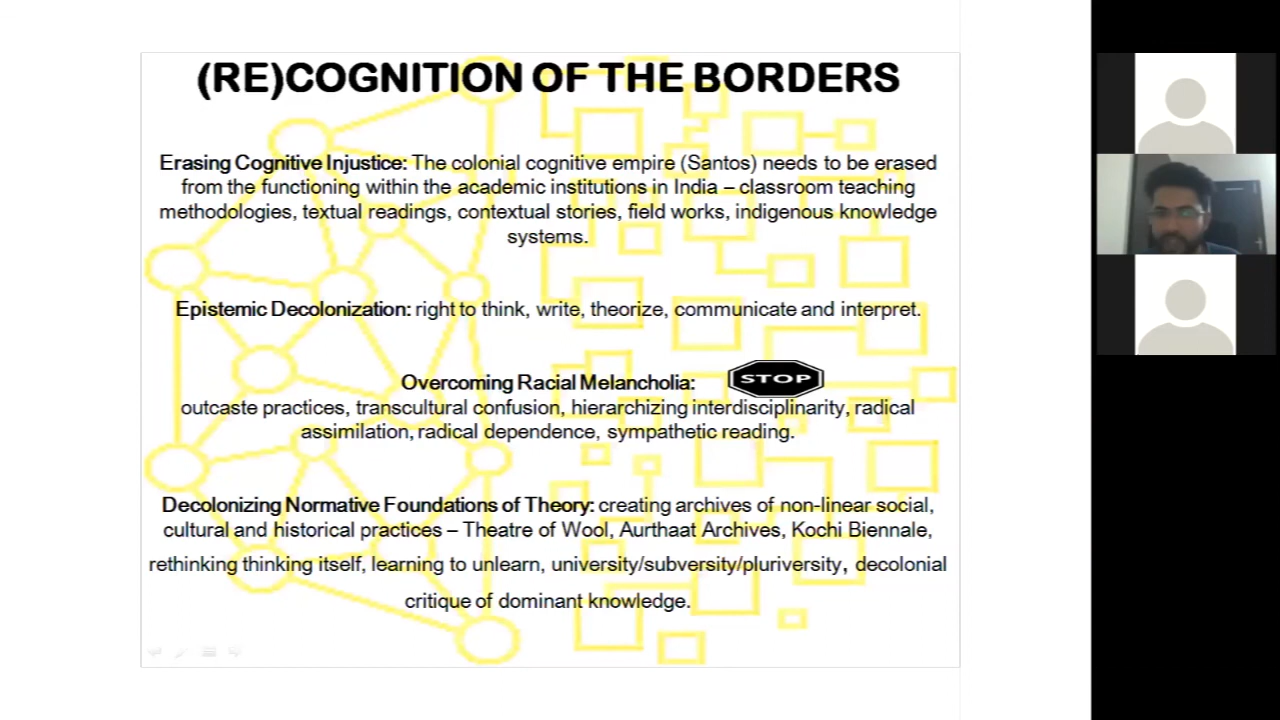 (RE)COGNITION OF THE BORDERS
Erasing Cognitive Injustice: The colonial cognitive empire (Santos) needs to be erased
from the functioning within the academic institutions in India – classroom teaching
methodologies, textual readings, contextual stories, field works, indigenous knowledge
systems.
Epistemic Decolonization: right to think, write, theorize, communicate and interpret.
Overcoming Racial Melancholia: STOP
outcaste practices, transcultural confusion, hierarchizing interdisciplinarity, radical
assimilation, radical dependence, sympathetic reading.
Decolonizing Normative Foundations of Theory: creating archives of non-linear social,
cultural and historical practices – Theatre of Wool, Aurthaat Archives, Kochi Biennale,
rethinking thinking itself, learning to unlearn, university/subversity/pluriversity, decolonial
critique of dominant knowledge.